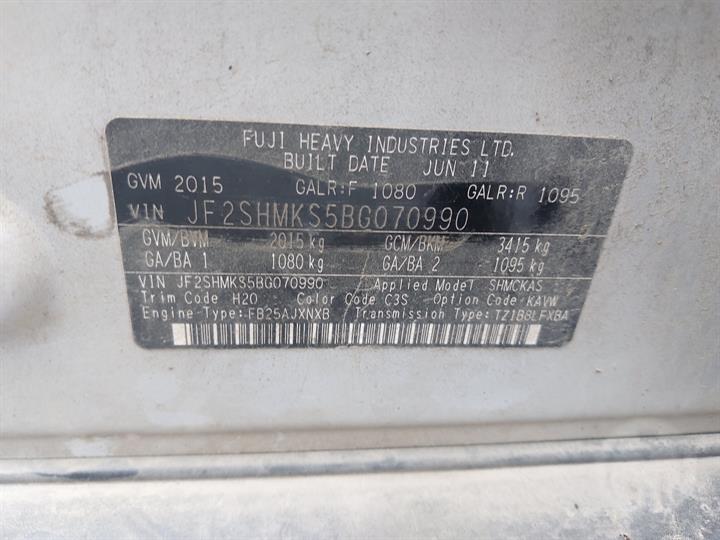 FUJI HEAVY INDUSTRIES LTD.
BUILT DATE JUN 11
GVM 2015 GALR:F 1080 GALR:R 1095
VIN JF2SHMKS5BG070990
GVM/BVM 2015 kg GCM/BKM 3415 kg
GA/BA 1 1080 kg GA/BA 2 1095 kg
VIN JF2SHMKS5BG070990 Applied Model SHMCKAS
Trim Code H20 Color Code C3S Option Code KAVW
Engine Type: FB25AJXNXB Transmission Type: TZ1B8LFXBA